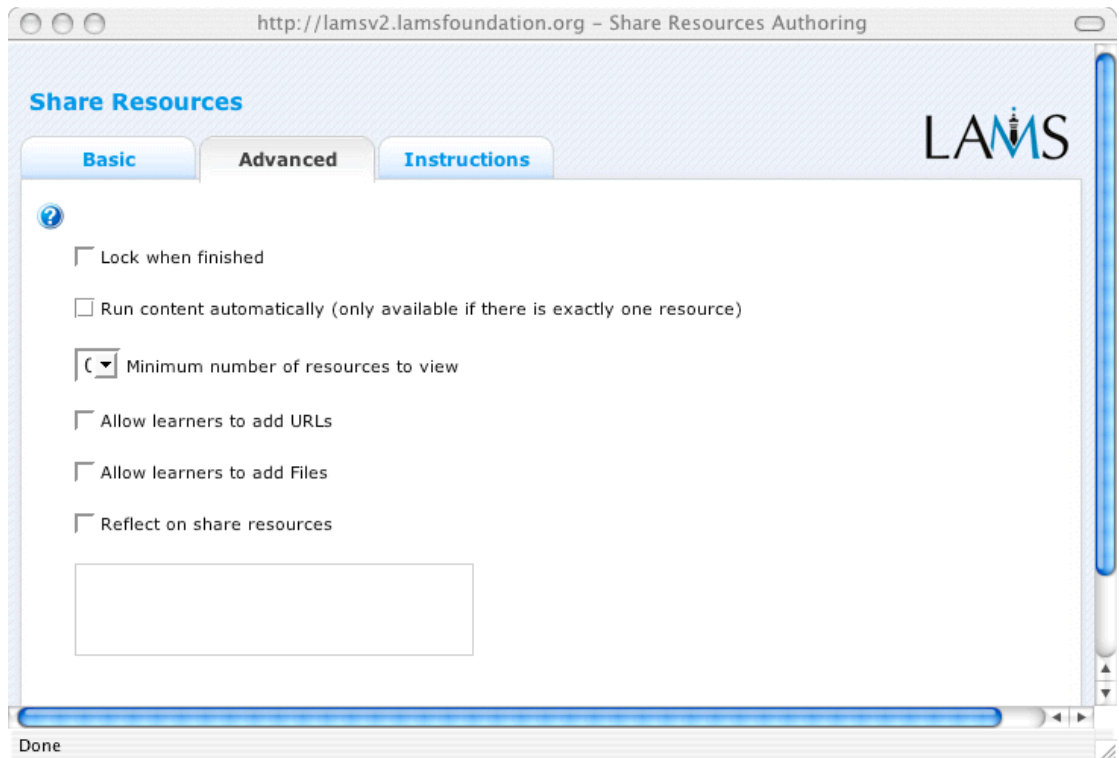 http://lamsv2.lamsfoundation.org – Share Resources Authoring
Share Resources
LAMS
Basic
Advanced
Instructions
?
Lock when finished
Run content automatically (only available if there is exactly one resource)
Minimum number of resources to view
Allow learners to add URLs
Allow learners to add Files
Reflect on share resources
Done